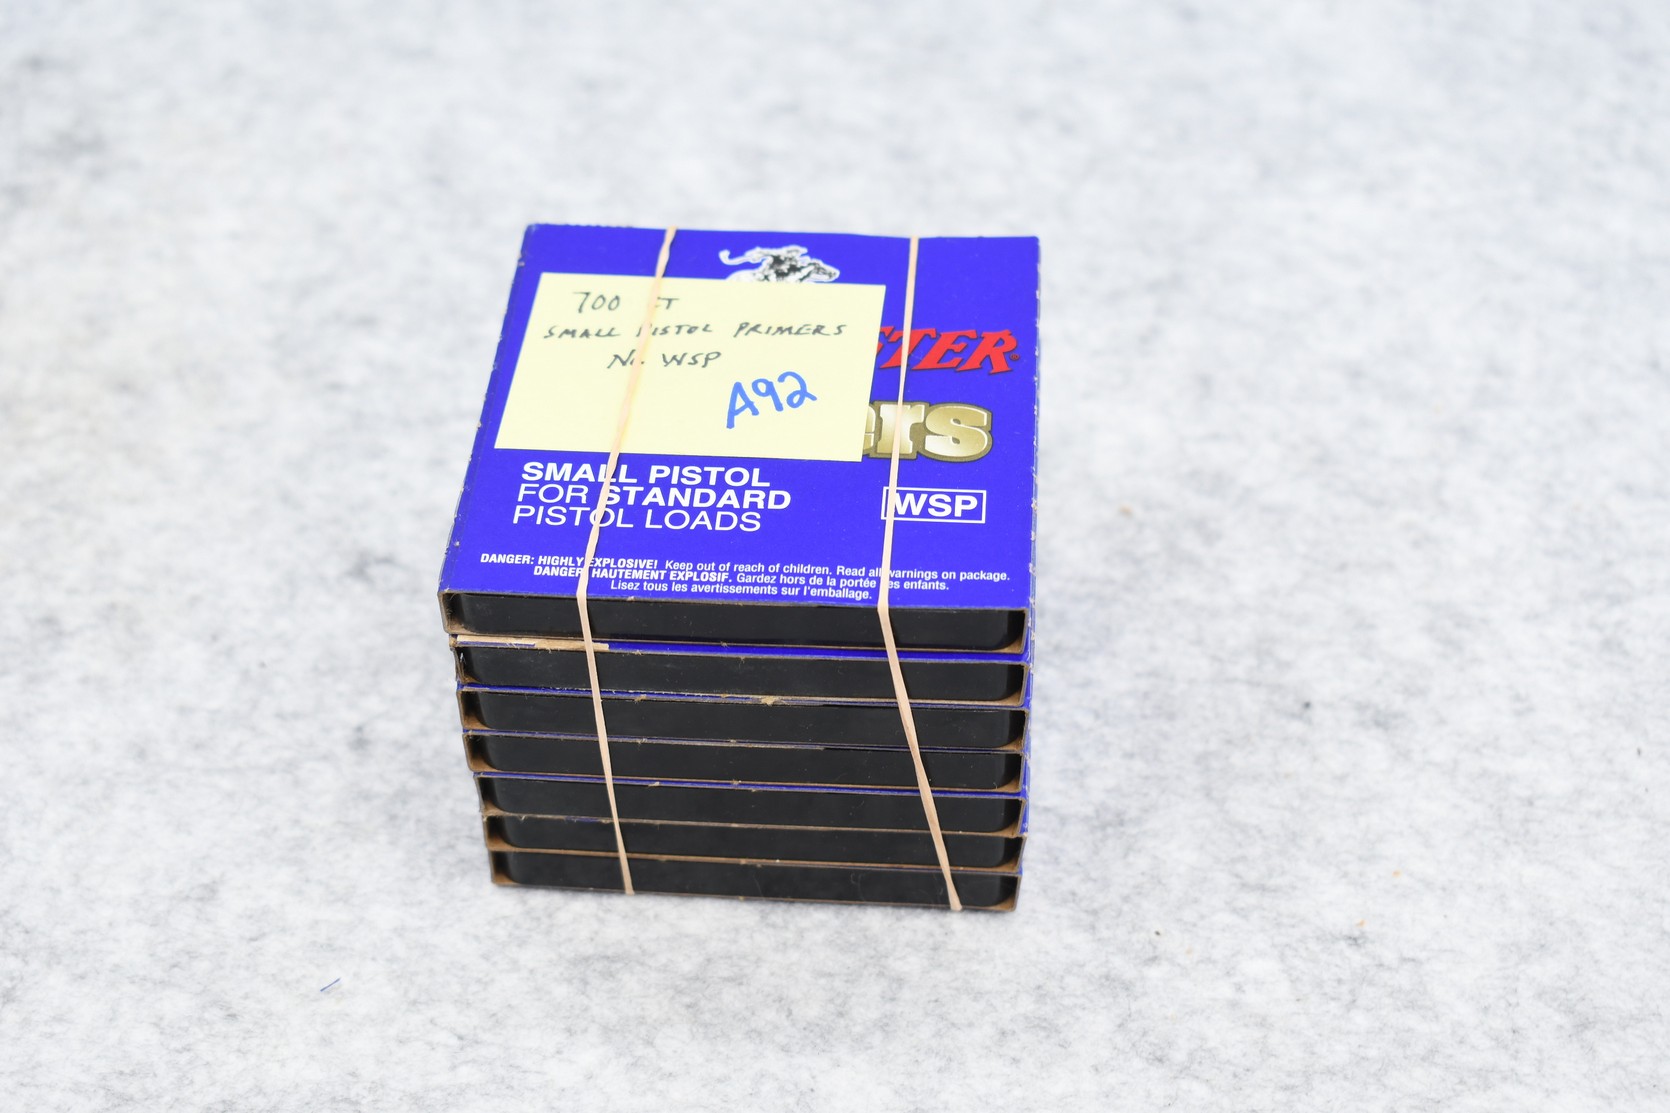 700 CT
SMALL PISTOL PRIMERS
No. WSP
A92
TER®
ers
SMALL PISTOL
FOR STANDARD
PISTOL LOADS
WSP
DANGER: HIGHLY EXPLOSIVE! Keep out of reach of children. Read all warnings on package.
DANGER: HAUTEMENT EXPLOSIF. Gardez hors de la portée des enfants.
Lisez tous les avertissements sur l'emballage.